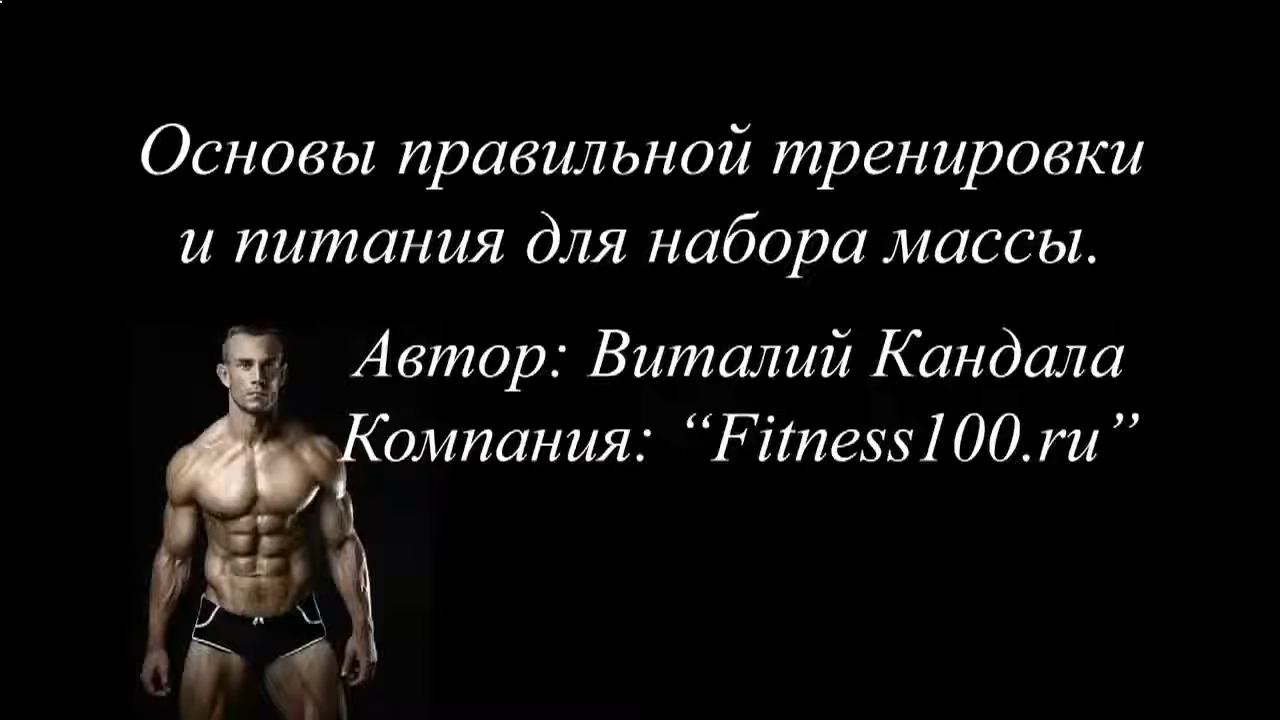 Основы правильной тренировки
и питания для набора массы.
Автор: Виталий Кандала
Компания: “Fitness100.ru”